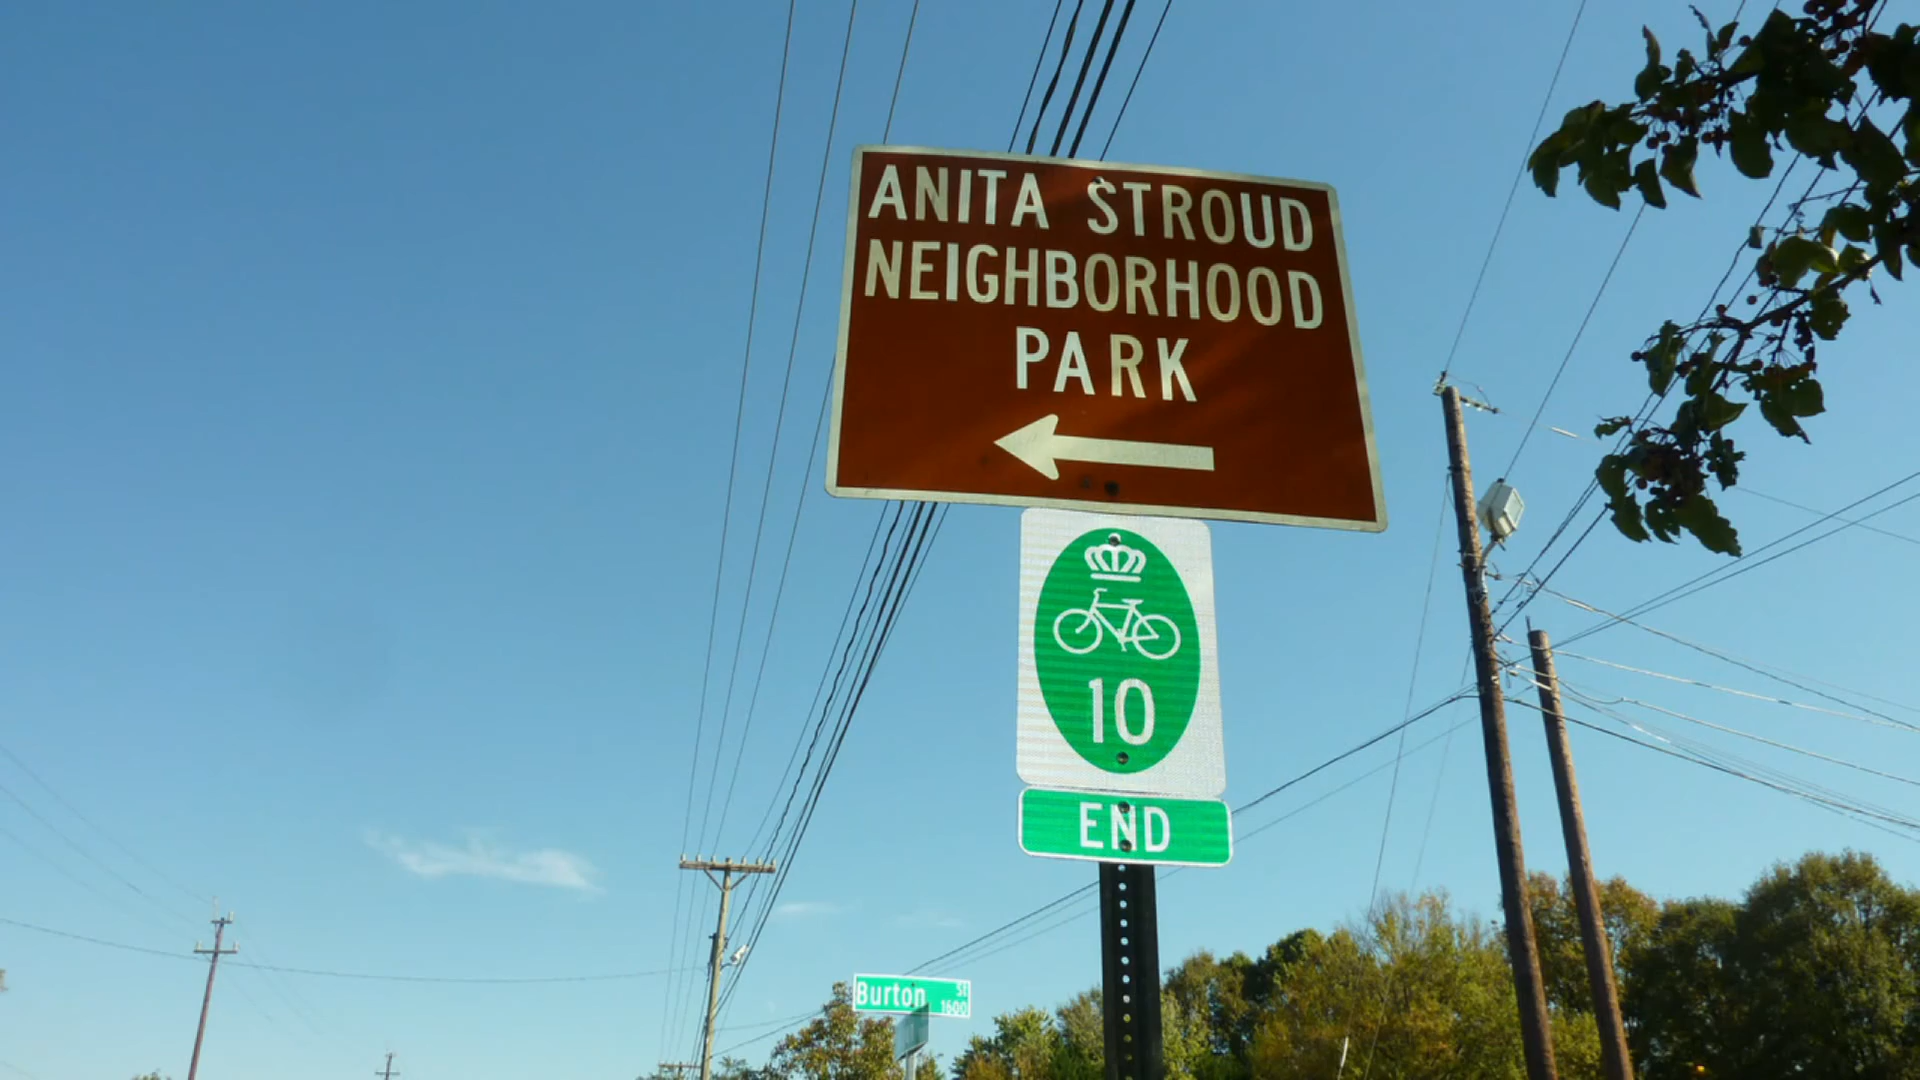 ANITA STROUD
NEIGHBORHOOD
PARK
10
END
Burton St
1600